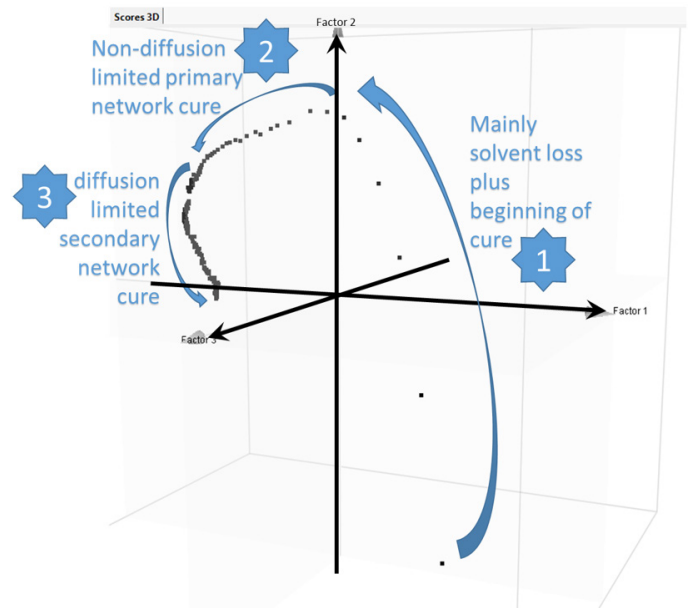 Scores 3D
Factor 2
Non-diffusion
limited primary
network cure
2
3
diffusion
limited
secondary
network
cure
Mainly
solvent loss
plus
beginning of
cure
1
Factor 1
Factor 3